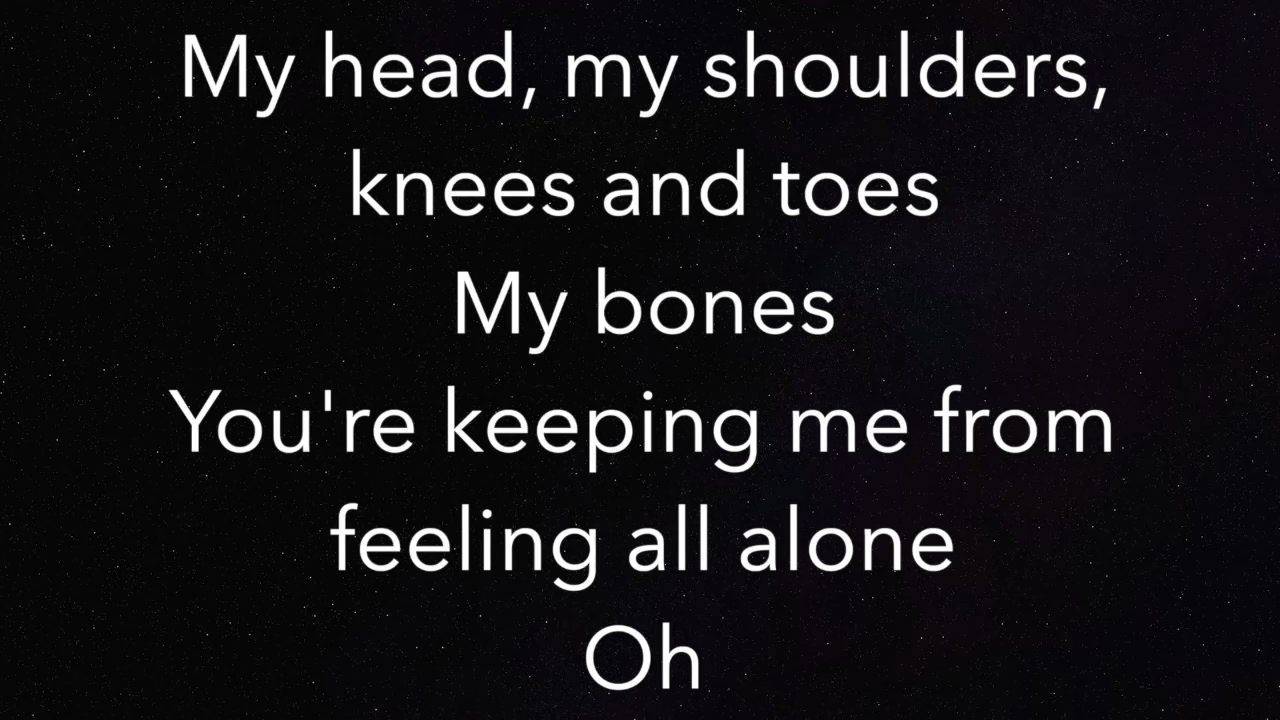 My head, my shoulders,
knees and toes
My bones
You're keeping me from
feeling all alone
Oh